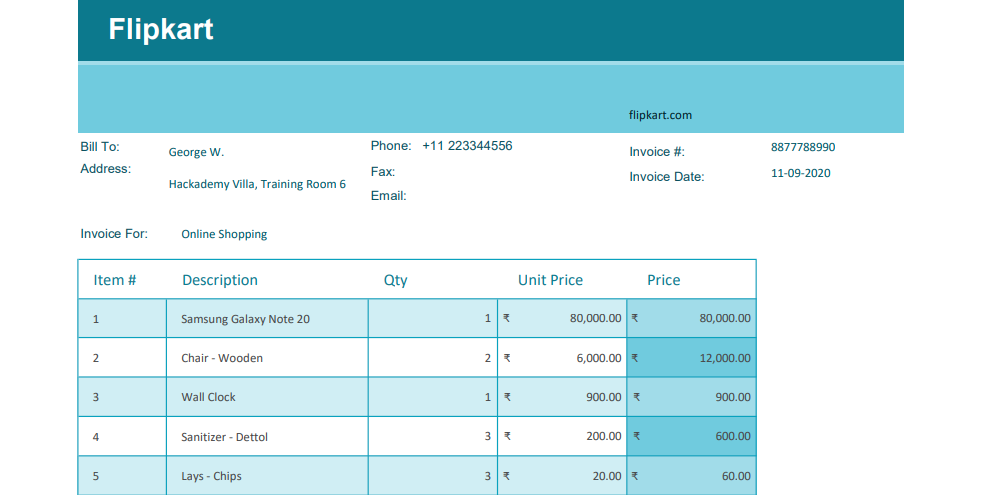 Flipkart
flipkart.com
Bill To: George W. Phone: +11 223344556 Invoice #: 8877788990
Address: Hackademy Villa, Training Room 6 Fax: Invoice Date: 11-09-2020
Email:
Invoice For: Online Shopping
Item # Description Qty Unit Price Price
1 Samsung Galaxy Note 20 1 ₹ 80,000.00 ₹ 80,000.00
2 Chair - Wooden 2 ₹ 6,000.00 ₹ 12,000.00
3 Wall Clock 1 ₹ 900.00 ₹ 900.00
4 Sanitizer - Dettol 3 ₹ 200.00 ₹ 600.00
5 Lays - Chips 3 ₹ 20.00 ₹ 60.00